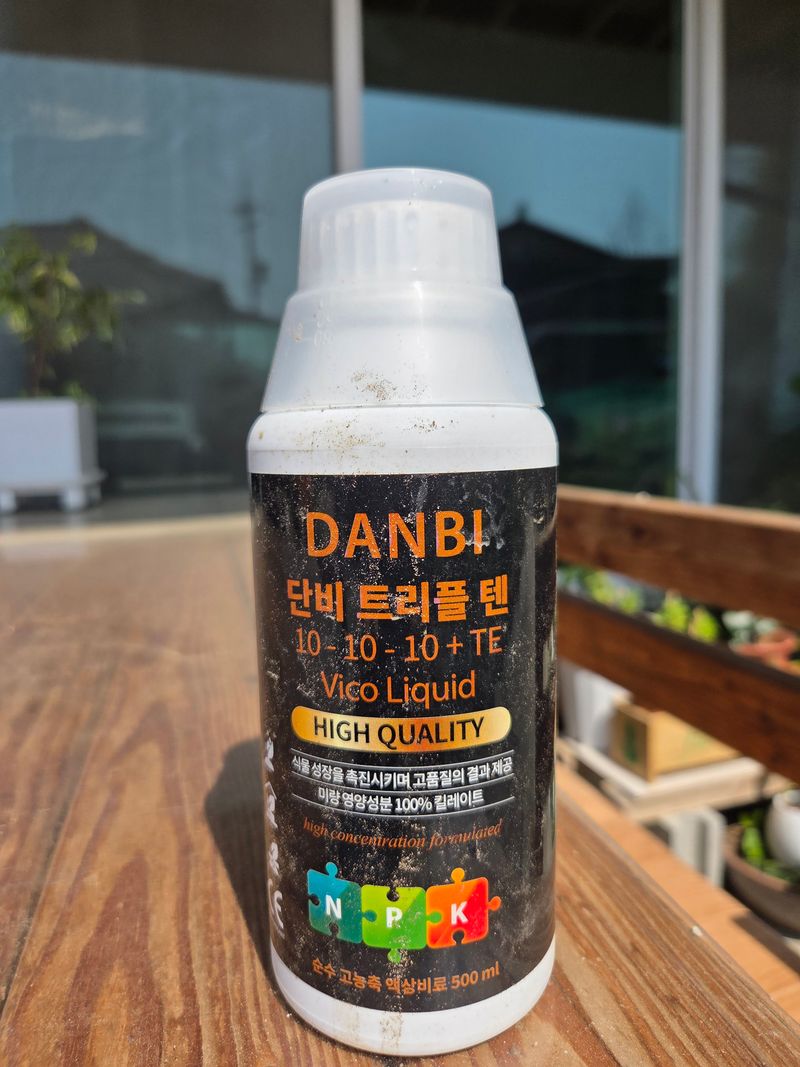 DANBI
단비 트리플 텐
10 - 10 - 10 + TE
Vico Liquid
HIGH QUALITY
식물 성장을 촉진시키며, 고품질의 결과 제공
미량 영양성분 100% 킬레이트
high concentration formulated
N P K
순수 고농축 액상비료 500 ml